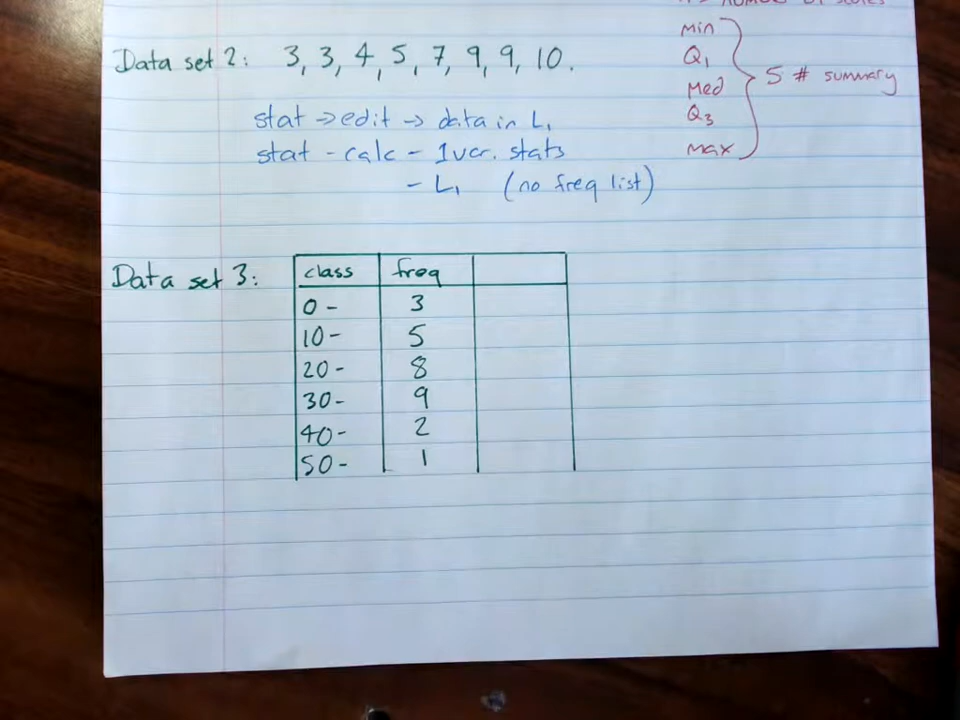 min
Data set 2: 3, 3, 4, 5, 7, 9, 9, 10.
Q1
Med
5 # summary
Q3
max
stat → edit → data in L1
stat - calc - 1var. stats
- L1 (no freq list)
Data set 3:
class freq
0- 3
10- 5
20- 8
30- 9
40- 2
50- 1